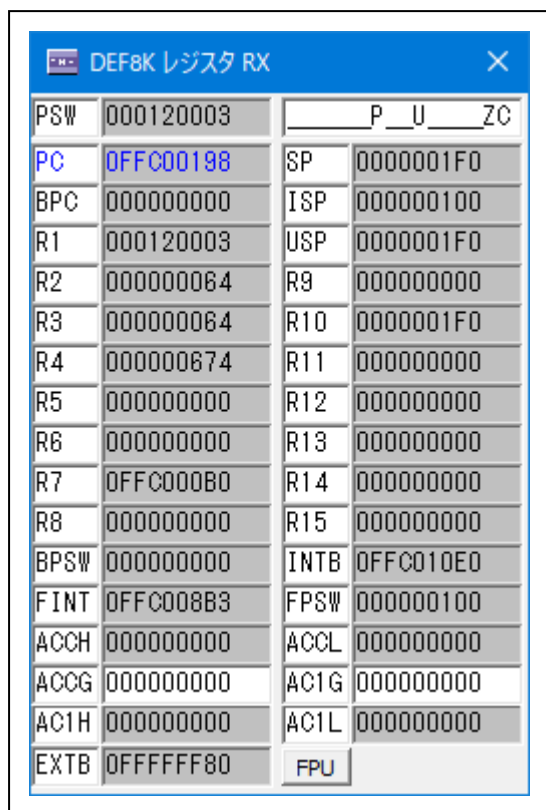 DEF8K レジスタ RX
PSW 000120003 ______P__U____ZC
PC 0FFC00198 SP 0000001F0
BPC 000000000 ISP 000000100
R1 000120003 USP 0000001F0
R2 000000064 R9 000000000
R3 000000064 R10 0000001F0
R4 000000674 R11 000000000
R5 000000000 R12 000000000
R6 000000000 R13 000000000
R7 0FFC000B0 R14 000000000
R8 000000000 R15 000000000
BPSW 000000000 INTB 0FFC010E0
FINT 0FFC008B3 FPSW 000000100
ACCH 000000000 ACCL 000000000
ACCG 000000000 AC1G 000000000
AC1H 000000000 AC1L 000000000
EXTB 0FFFFFF80 FPU